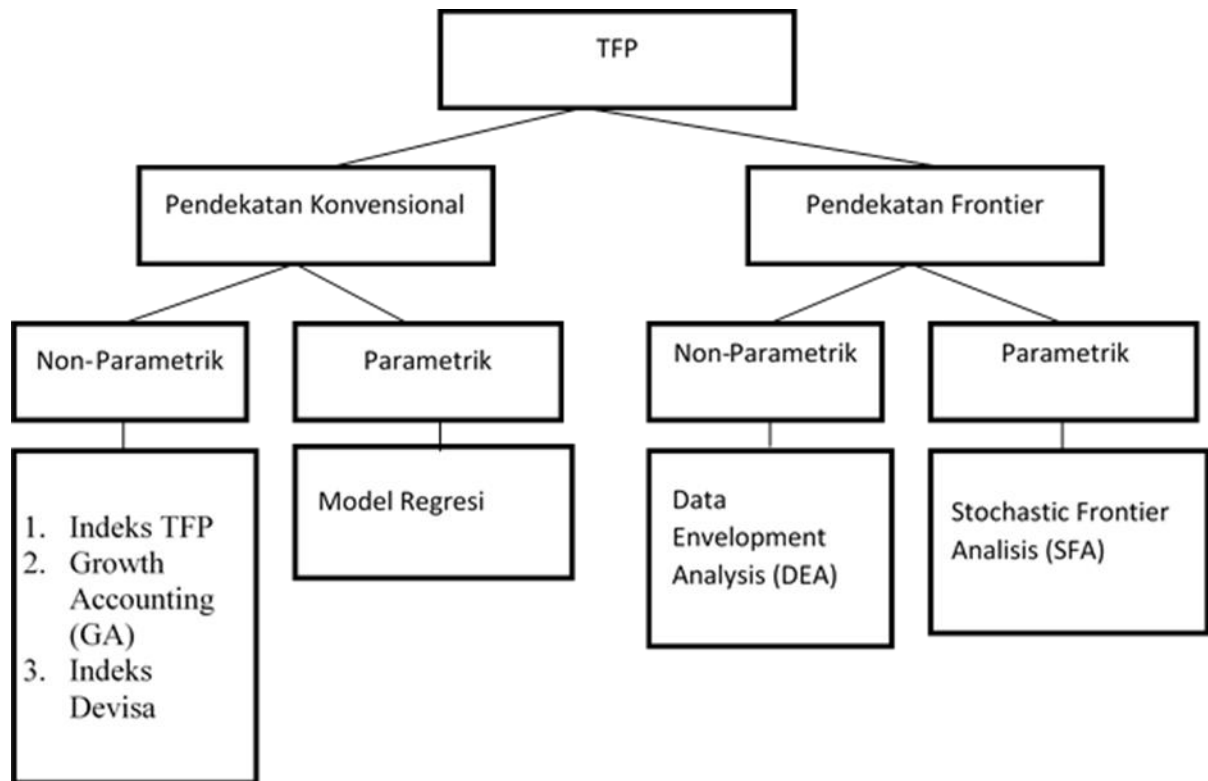 TFP
Pendekatan Konvensional
Pendekatan Frontier
Non-Parametrik
Parametrik
Non-Parametrik
Parametrik
1. Indeks TFP
2. Growth
Accounting
(GA)
3. Indeks
Devisa
Model Regresi
Data
Envelopment
Analysis (DEA)
Stochastic Frontier
Analisis (SFA)